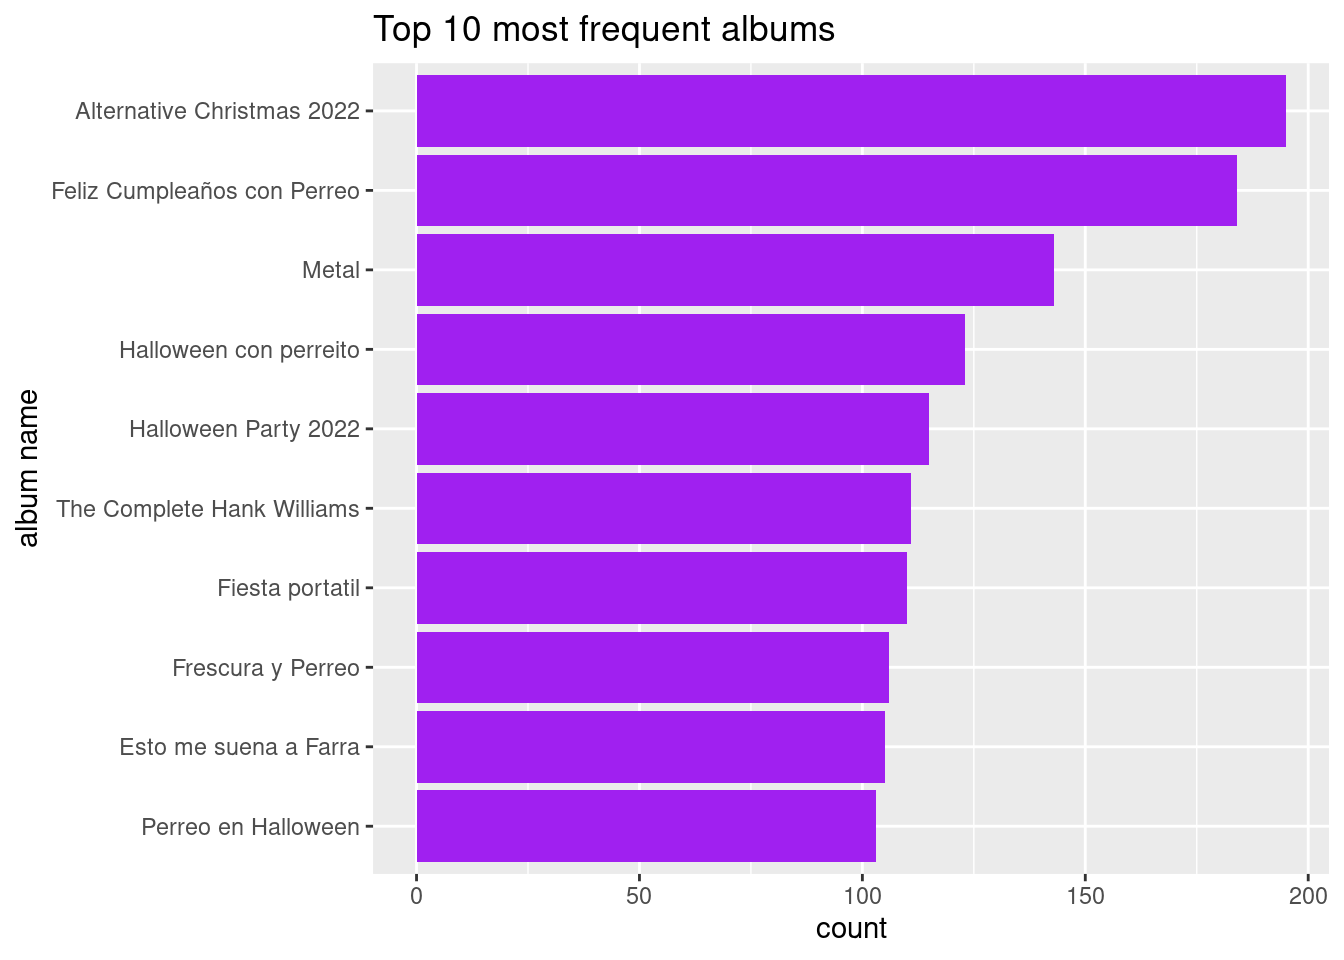 Top 10 most frequent albums
album name
Alternative Christmas 2022
Feliz Cumpleaños con Perreo
Metal
Halloween con perreito
Halloween Party 2022
The Complete Hank Williams
Fiesta portatil
Frescura y Perreo
Esto me suena a Farra
Perreo en Halloween
0 50 100 150 200
count